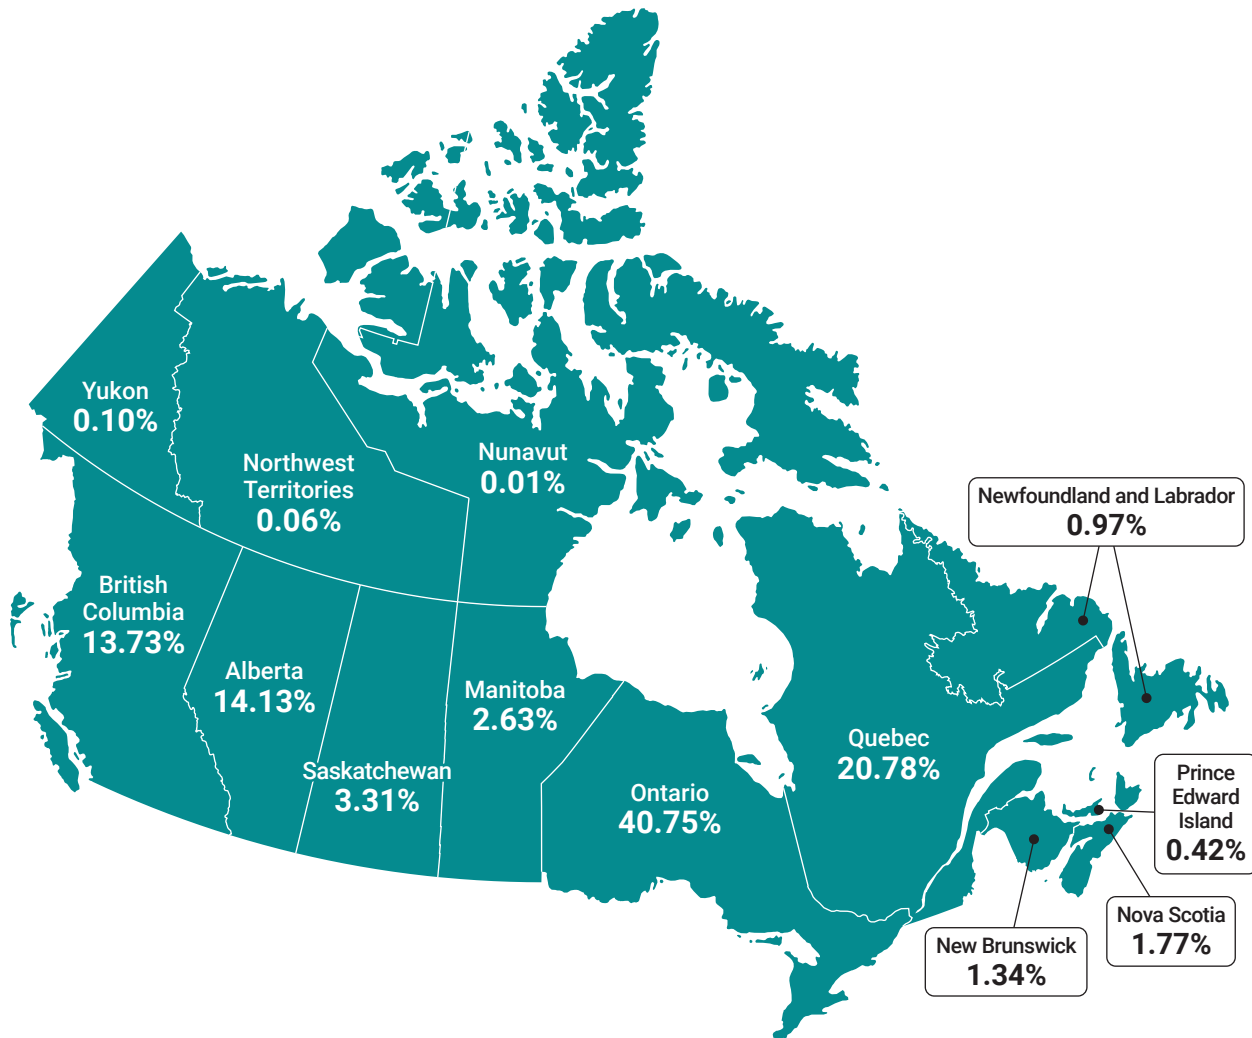 Yukon
0.10%
Northwest
Territories
0.06%
Nunavut
0.01%
Newfoundland and Labrador
0.97%
British
Columbia
13.73%
Alberta
14.13%
Saskatchewan
3.31%
Manitoba
2.63%
Ontario
40.75%
Quebec
20.78%
Prince
Edward
Island
0.42%
Nova Scotia
1.77%
New Brunswick
1.34%